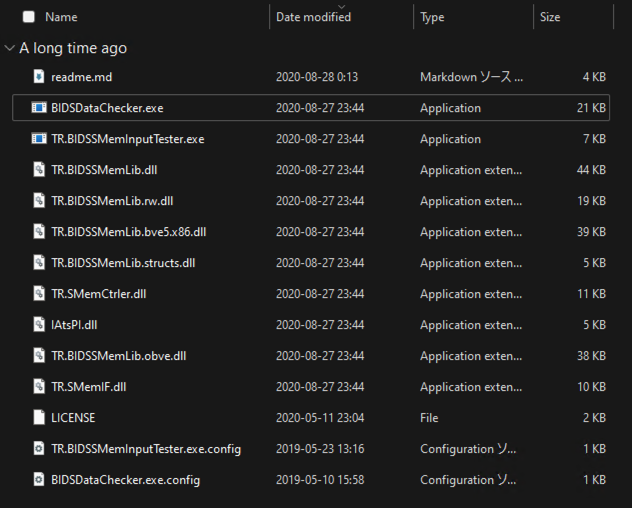 Name Date modified Type Size
A long time ago
readme.md 2020-08-28 0:13 Markdown ソース ... 4 KB
BIDSDataChecker.exe 2020-08-27 23:44 Application 21 KB
TR.BIDSSMemInputTester.exe 2020-08-27 23:44 Application 7 KB
TR.BIDSSMemLib.dll 2020-08-27 23:44 Application exten... 44 KB
TR.BIDSSMemLib.rw.dll 2020-08-27 23:44 Application exten... 19 KB
TR.BIDSSMemLib.bve5.x86.dll 2020-08-27 23:44 Application exten... 39 KB
TR.BIDSSMemLib.structs.dll 2020-08-27 23:44 Application exten... 5 KB
TR.SMemCtrler.dll 2020-08-27 23:44 Application exten... 11 KB
IAtsPI.dll 2020-08-27 23:44 Application exten... 5 KB
TR.BIDSSMemLib.obve.dll 2020-08-27 23:44 Application exten... 38 KB
TR.SMemIF.dll 2020-08-27 23:44 Application exten... 10 KB
LICENSE 2020-05-11 23:04 File 2 KB
TR.BIDSSMemInputTester.exe.config 2019-05-23 13:16 Configuration ソ... 1 KB
BIDSDataChecker.exe.config 2019-05-10 15:58 Configuration ソ... 1 KB